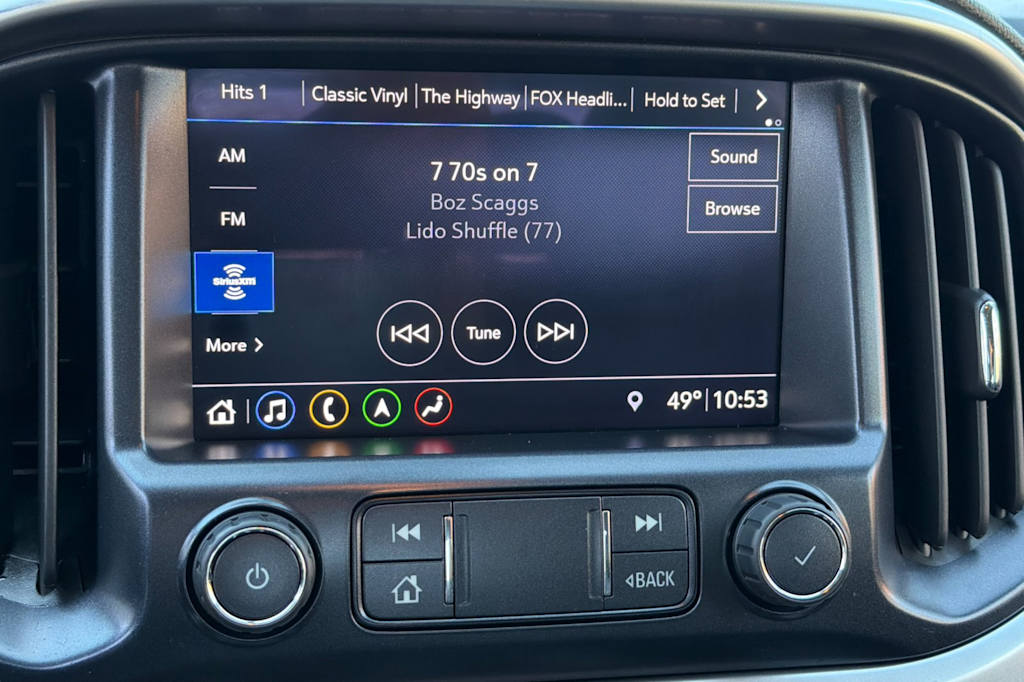 Hits 1 Classic Vinyl The Highway FOX Headli... Hold to Set
AM
FM
SiriusXM
More
7 70s on 7
Boz Scaggs
Lido Shuffle (77)
Sound
Browse
Tune
49° 10:53
BACK